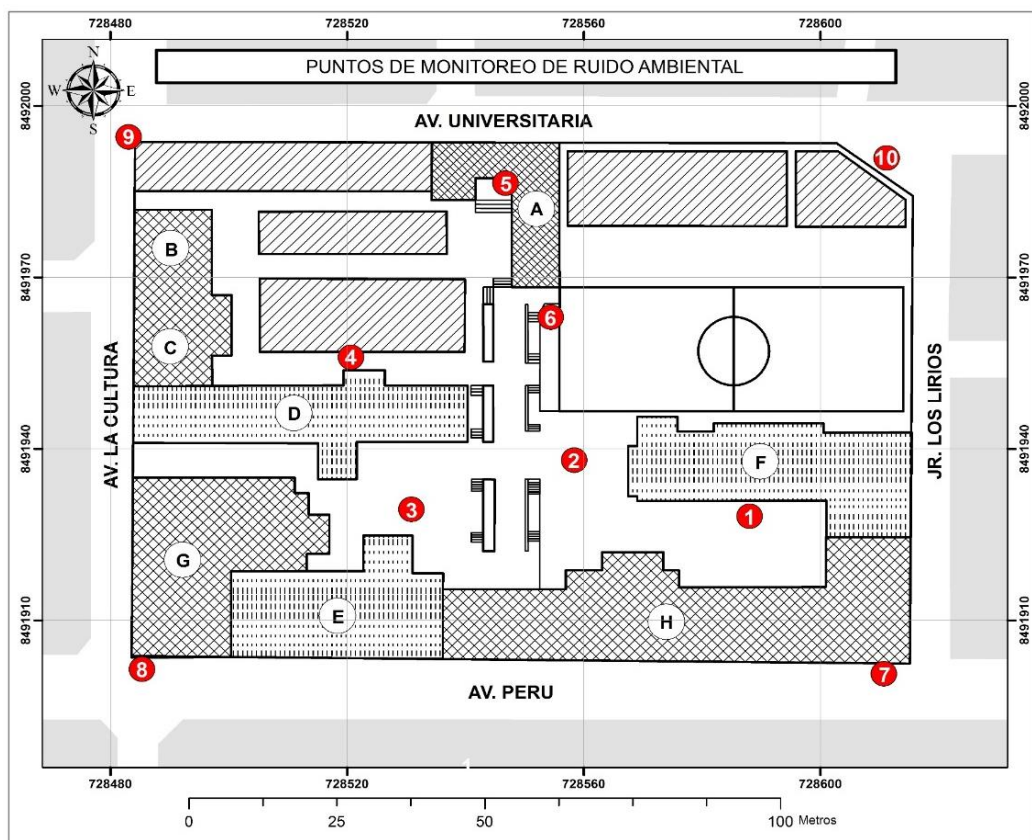 728480 728520 728560 728600
PUNTOS DE MONITOREO DE RUIDO AMBIENTAL
N
W E
S
8492000 8492000
AV. UNIVERSITARIA
9
10
5
A
B
8491970 8491970
6
C
4
AV. LA CULTURA
JR. LOS LIRIOS
D
8491940 8491940
2
F
3
1
G
E
H
8491910 8491910
8
7
AV. PERU
1
728480 728520 728560 728600
0 25 50 100 Metros